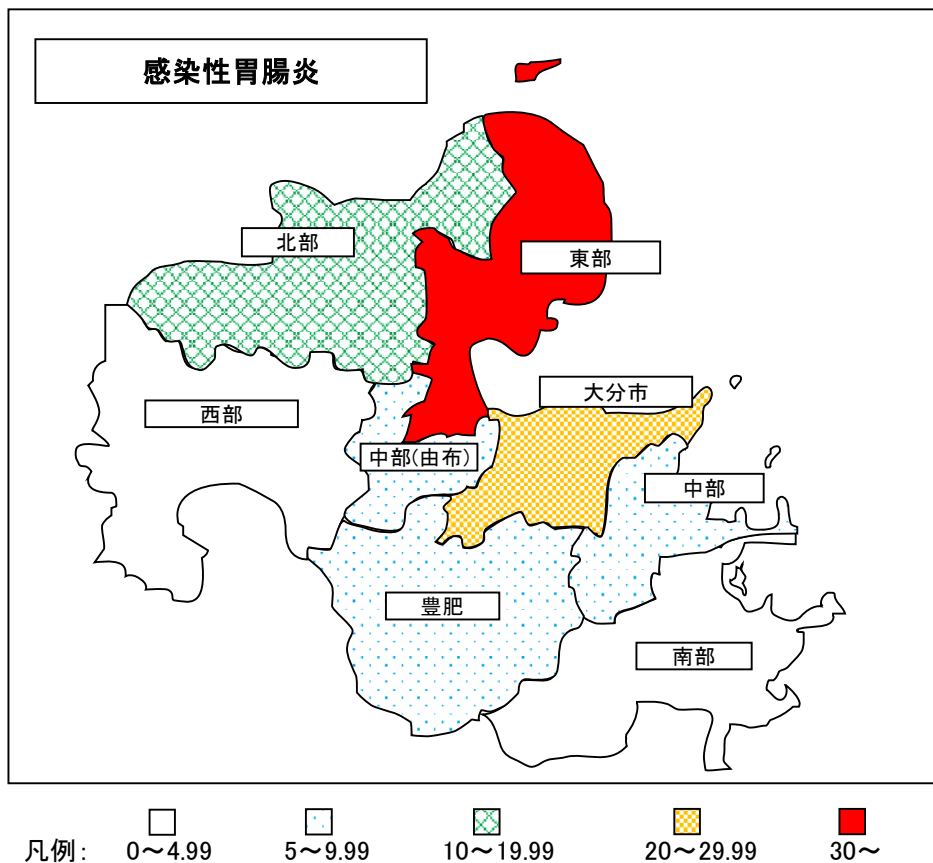 感染性胃腸炎
北部
東部
大分市
西部
中部(由布)
中部
豊肥
南部
凡例: 0～4.99 5～9.99 10～19.99 20～29.99 30～